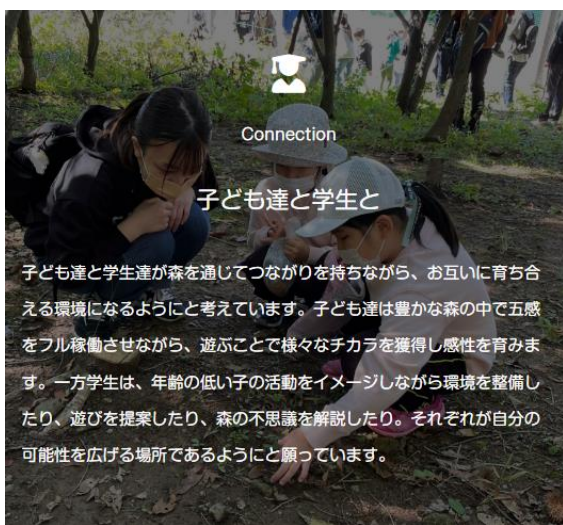 Connection
子ども達と学生と
子ども達と学生達が森を通じてつながりを持ちながら、お互いに育ち合
える環境になるようにと考えています。子ども達は豊かな森の中で五感
をフル稼働させながら、遊ぶことで様々なチカラを獲得し感性を育みま
す。一方学生は、年齢の低い子の活動をイメージしながら環境を整備し
たり、遊びを提案したり、森の不思議を解説したり。それぞれが自分の
可能性を広げる場所であるようにと願っています。